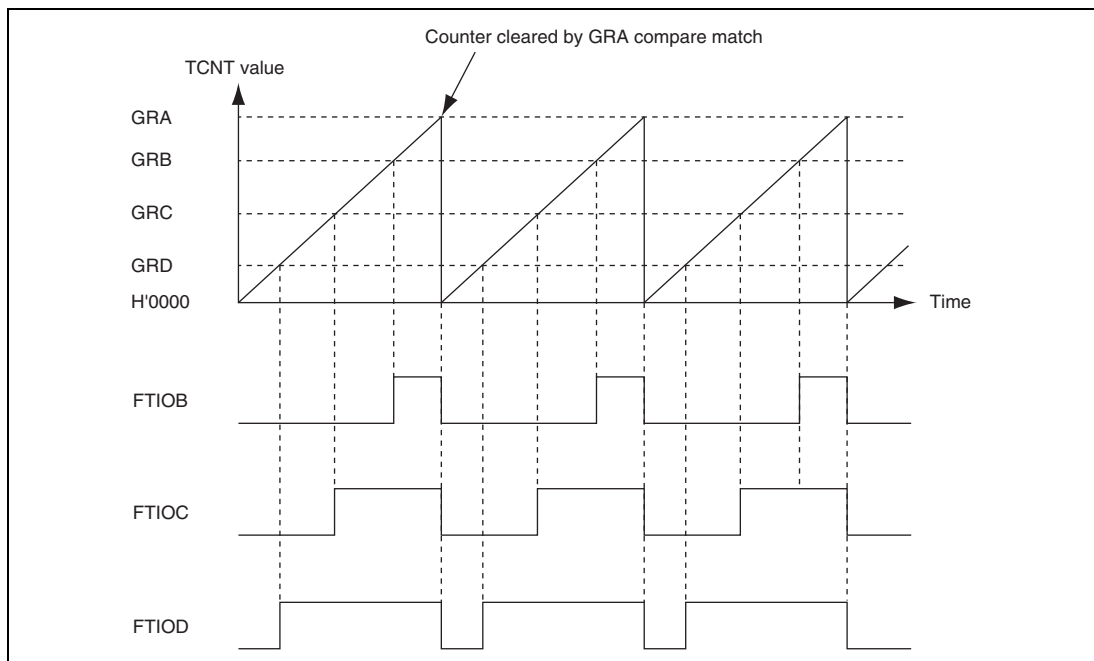 Counter cleared by GRA compare match
TCNT value
GRA
GRB
GRC
GRD
H'0000
Time
FTIOB
FTIOC
FTIOD